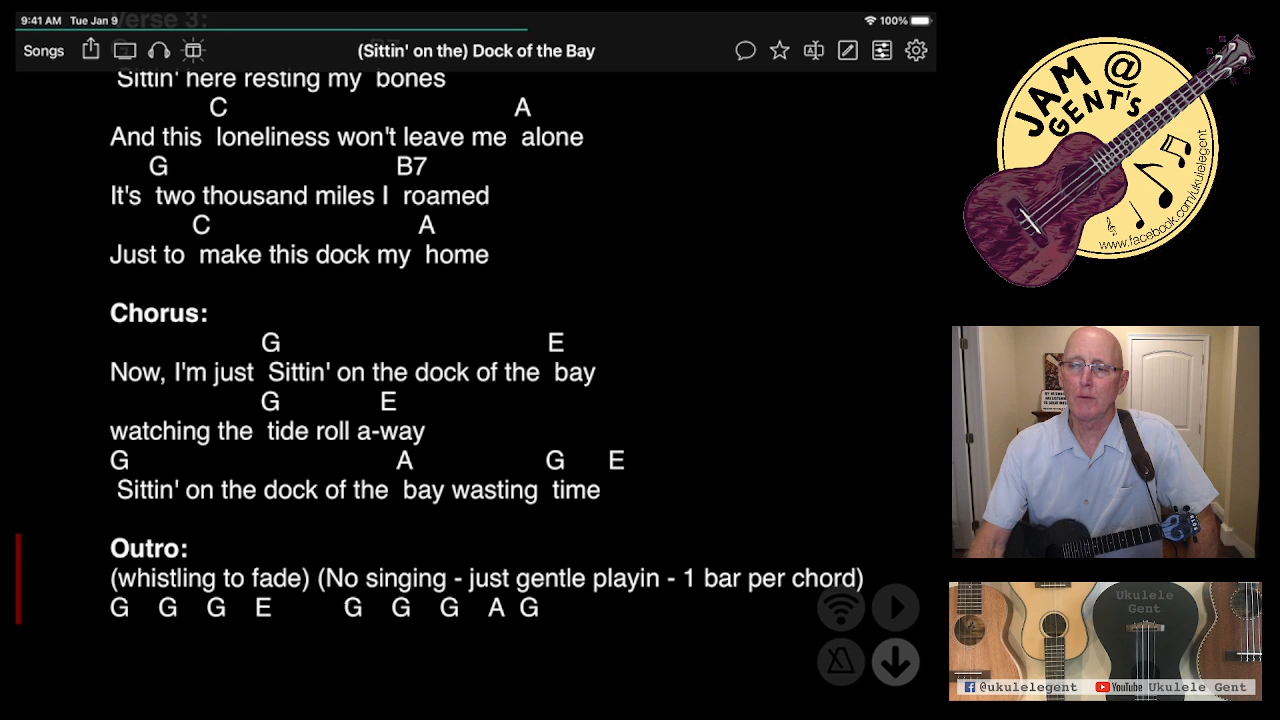 9:41 AM Tue Jan 9
100%
Verse 3:
Songs
(Sittin' on the) Dock of the Bay
Sittin' here resting my bones
C A
And this loneliness won't leave me alone
G B7
It's two thousand miles I roamed
C A
Just to make this dock my home
Chorus:
G E
Now, I'm just Sittin' on the dock of the bay
G E
watching the tide roll a-way
G A G E
Sittin' on the dock of the bay wasting time
Outro:
(whistling to fade) (No singing - just gentle playin - 1 bar per chord)
G G G E G G G A G
JAM @
GENT'S
www.facebook.com/ukulelegent
Ukulele
Gent
@ukulelegent YouTube Ukulele Gent